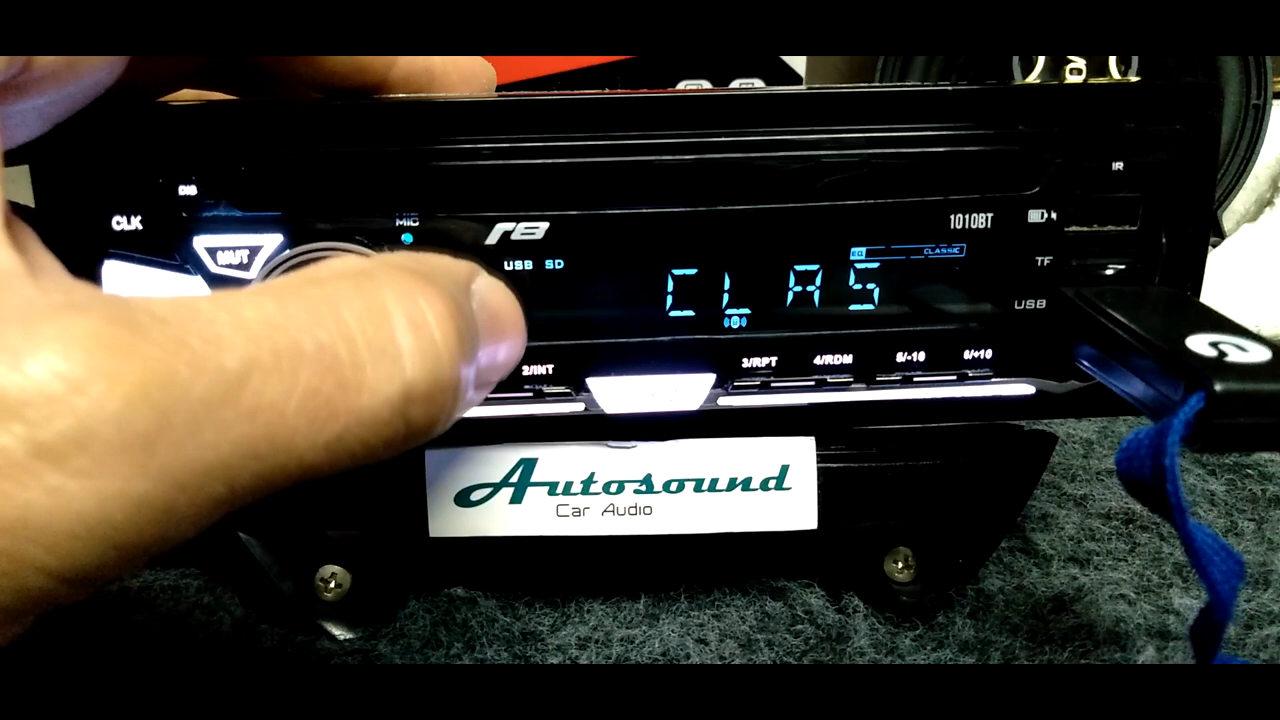 IR
DIS
CLK
MIC
r8
1010BT
MUT
USB SD
EQ CLASSIC
TF
CLAS
USB
2/INT
3/RPT
4/RDM
5/-10
6/+10
Autosound
Car Audio